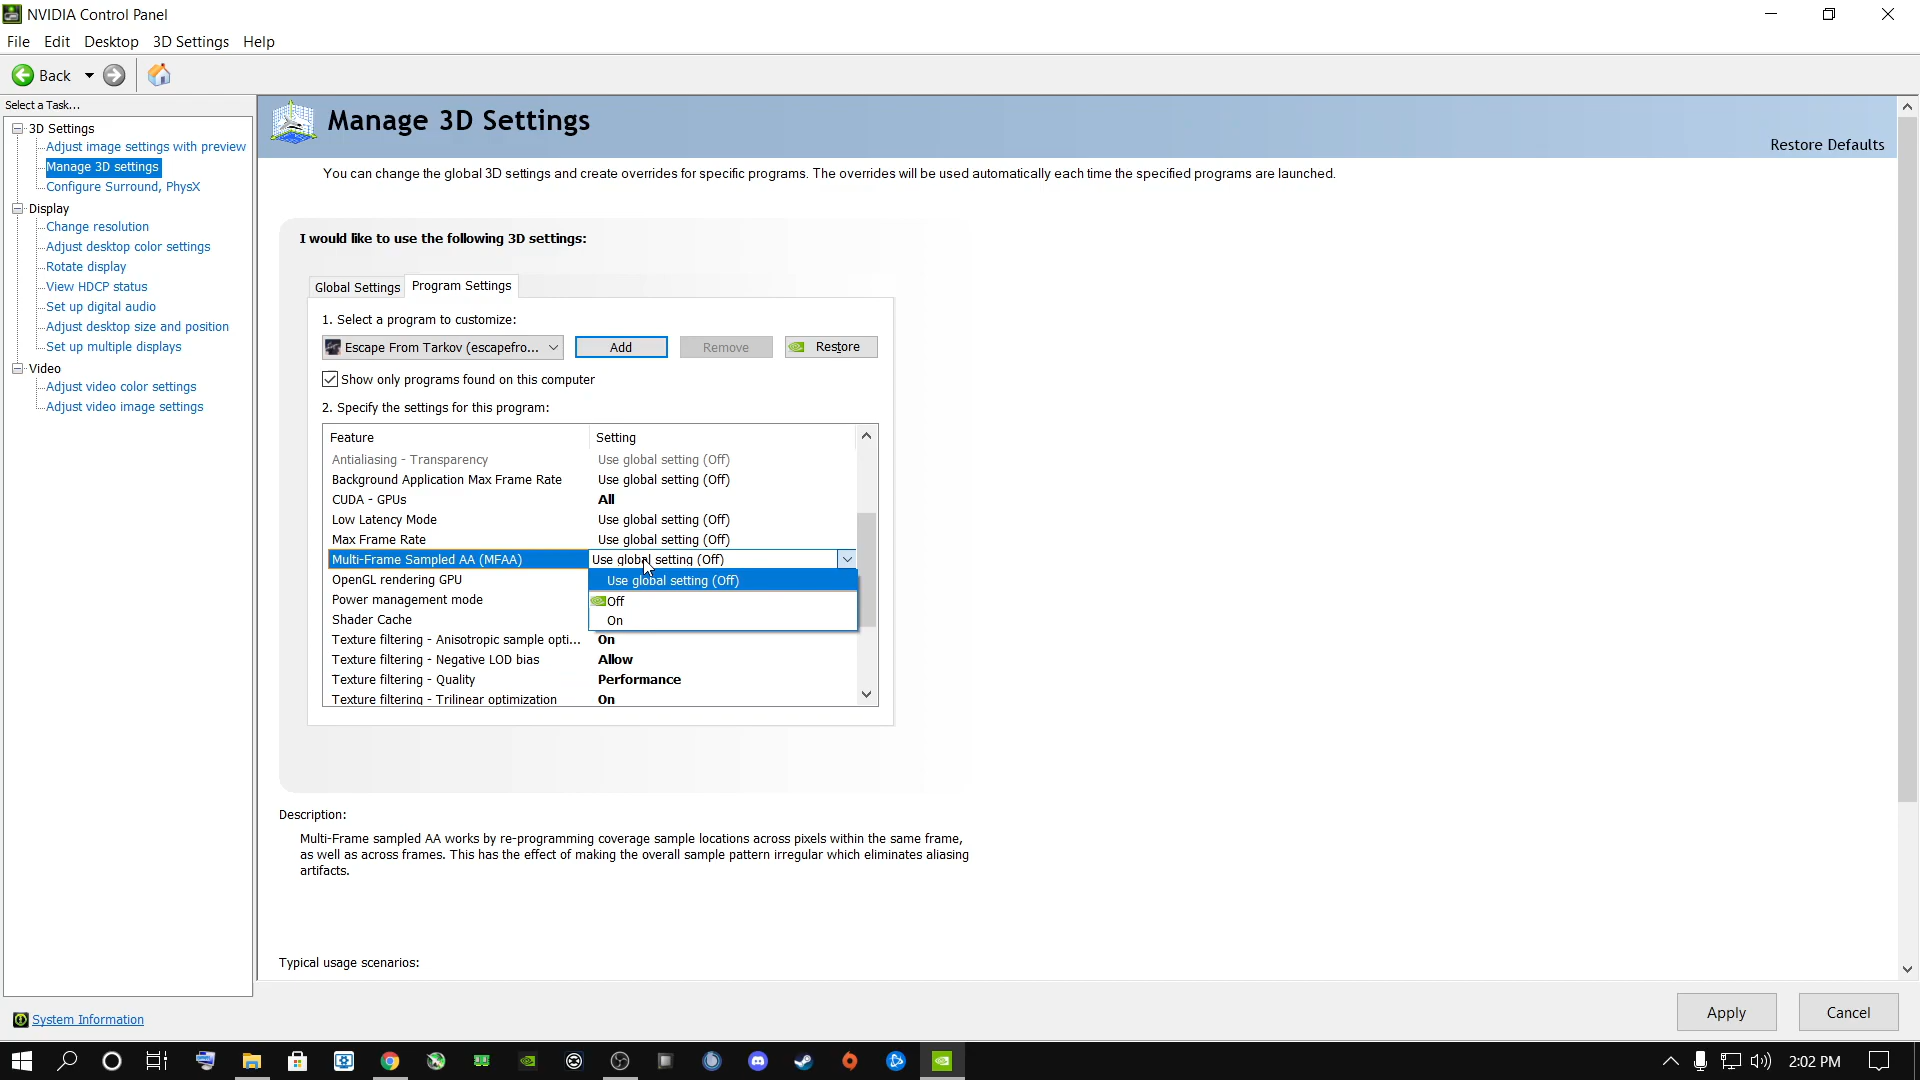 NVIDIA Control Panel
File Edit Desktop 3D Settings Help
Back
Select a Task...
3D Settings
Adjust image settings with preview
Manage 3D settings
Configure Surround, PhysX
Display
Change resolution
Adjust desktop color settings
Rotate display
View HDCP status
Set up digital audio
Adjust desktop size and position
Set up multiple displays
Video
Adjust video color settings
Adjust video image settings
System Information
Manage 3D Settings
Restore Defaults
You can change the global 3D settings and create overrides for specific programs. The overrides will be used automatically each time the specified programs are launched.
I would like to use the following 3D settings:
Global Settings Program Settings
1. Select a program to customize:
Escape From Tarkov (escapefro... Add Remove Restore
Show only programs found on this computer
2. Specify the settings for this program:
Feature Setting
Antialiasing - Transparency Use global setting (Off)
Background Application Max Frame Rate Use global setting (Off)
CUDA - GPUs All
Low Latency Mode Use global setting (Off)
Max Frame Rate Use global setting (Off)
Multi-Frame Sampled AA (MFAA) Use global setting (Off)
OpenGL rendering GPU Use global setting (Off)
Power management mode Off
Shader Cache On
Texture filtering - Anisotropic sample opti... On
Texture filtering - Negative LOD bias Allow
Texture filtering - Quality Performance
Texture filtering - Trilinear optimization On
Description:
Multi-Frame sampled AA works by re-programming coverage sample locations across pixels within the same frame,
as well as across frames. This has the effect of making the overall sample pattern irregular which eliminates aliasing
artifacts.
Typical usage scenarios:
Apply Cancel
2:02 PM